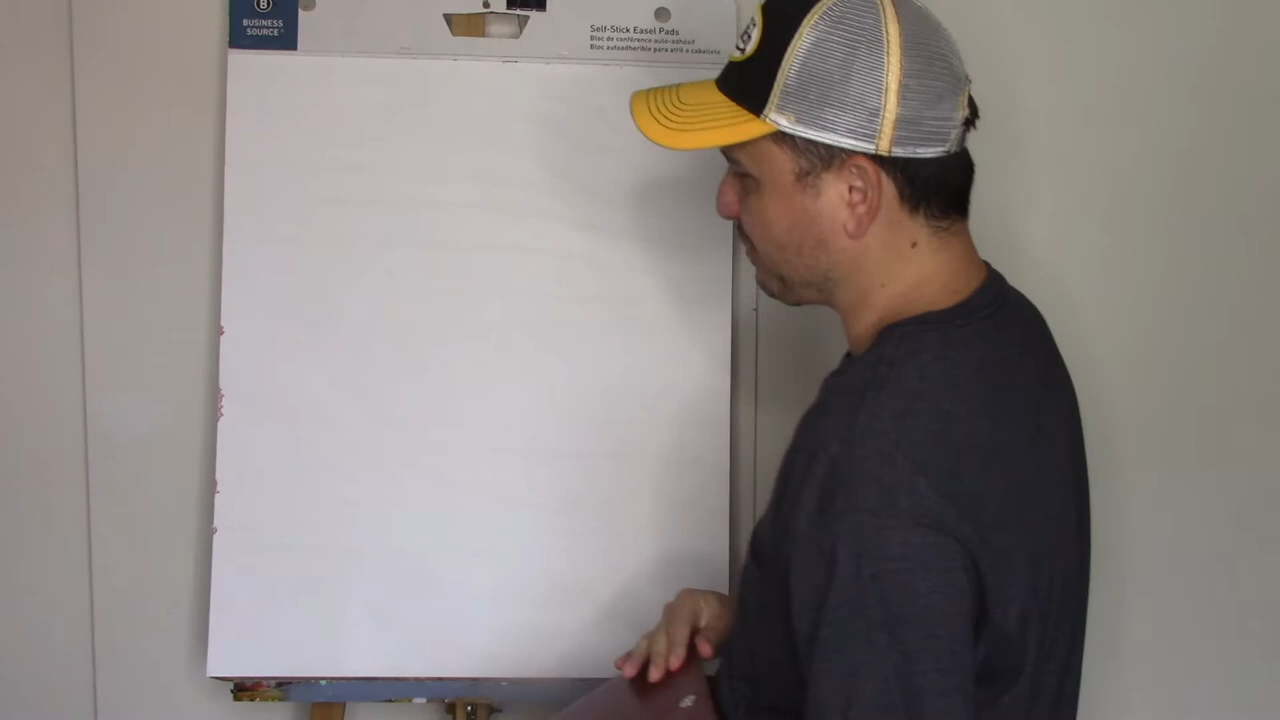 B
BUSINESS
SOURCE
Self-Stick Easel Pads
Bloc de conférence auto-adhésif
Bloc autoadherible para atril o caballete